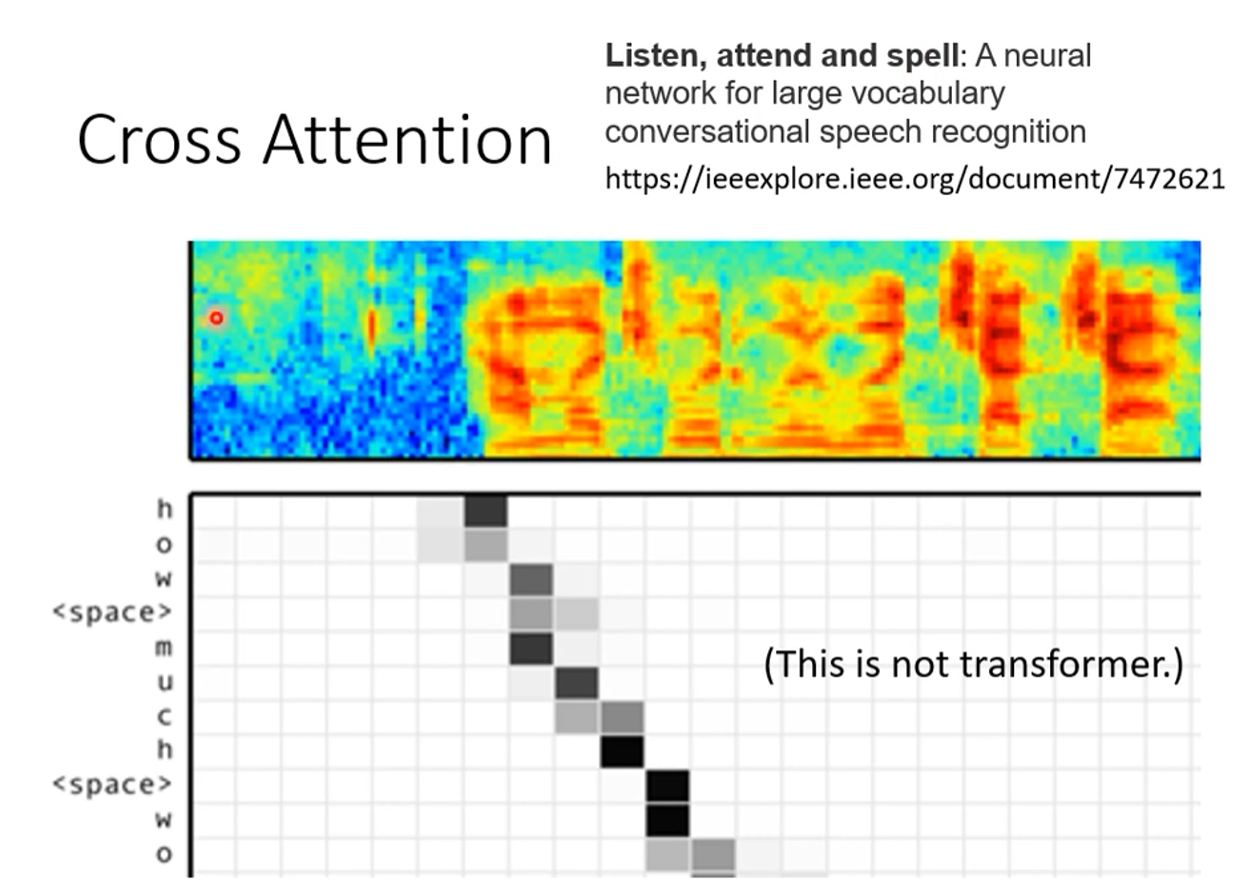 Cross Attention
Listen, attend and spell: A neural
network for large vocabulary
conversational speech recognition
https://ieeexplore.ieee.org/document/7472621
h
o
w
<space>
m
u
c
h
<space>
w
o
(This is not transformer.)